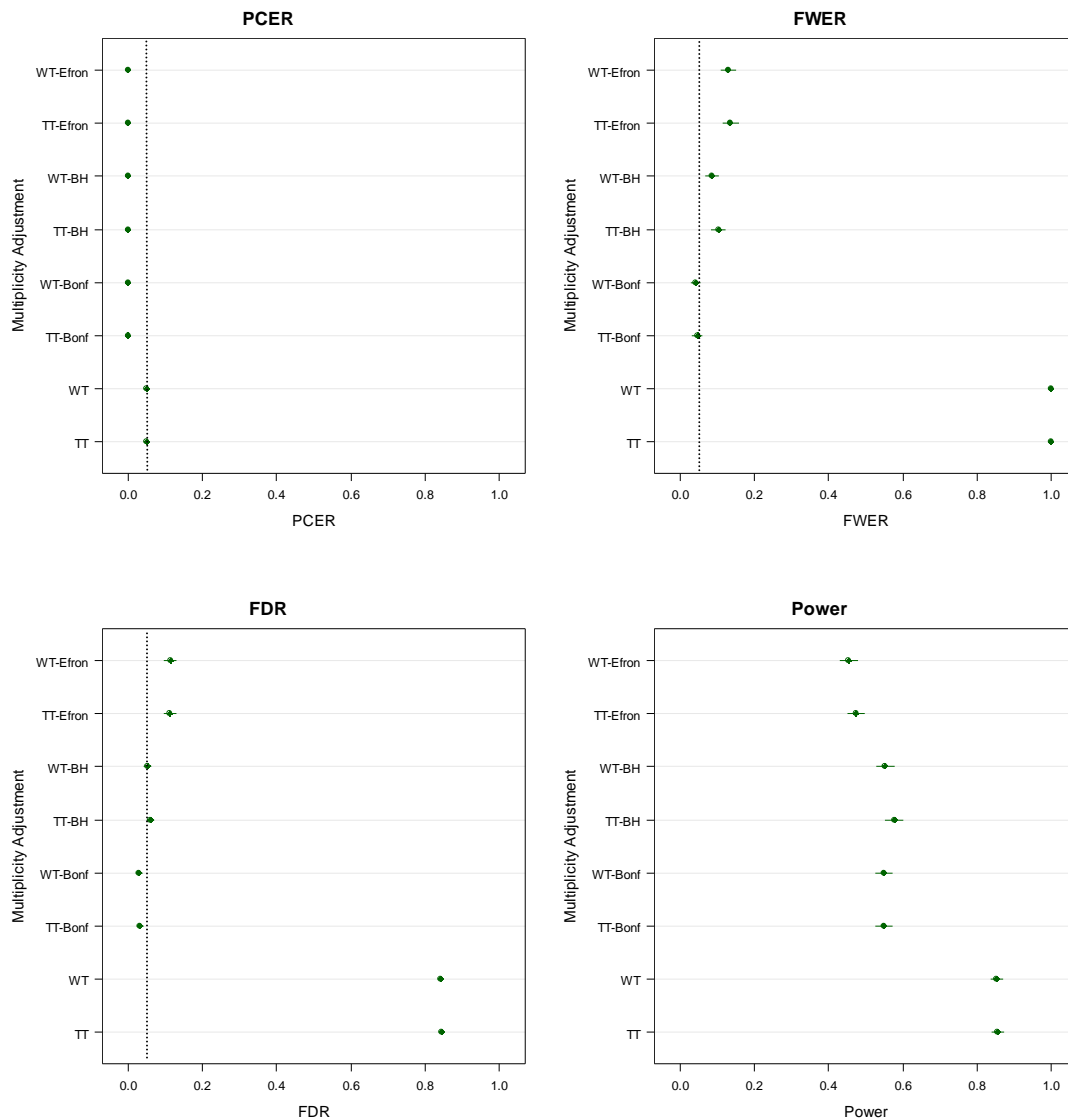 PCER
Multiplicity Adjustment
WT-Efron
TT-Efron
WT-BH
TT-BH
WT-Bonf
TT-Bonf
WT
TT
0.0 0.2 0.4 0.6 0.8 1.0
PCER
FWER
Multiplicity Adjustment
WT-Efron
TT-Efron
WT-BH
TT-BH
WT-Bonf
TT-Bonf
WT
TT
0.0 0.2 0.4 0.6 0.8 1.0
FWER
FDR
Multiplicity Adjustment
WT-Efron
TT-Efron
WT-BH
TT-BH
WT-Bonf
TT-Bonf
WT
TT
0.0 0.2 0.4 0.6 0.8 1.0
FDR
Power
Multiplicity Adjustment
WT-Efron
TT-Efron
WT-BH
TT-BH
WT-Bonf
TT-Bonf
WT
TT
0.0 0.2 0.4 0.6 0.8 1.0
Power